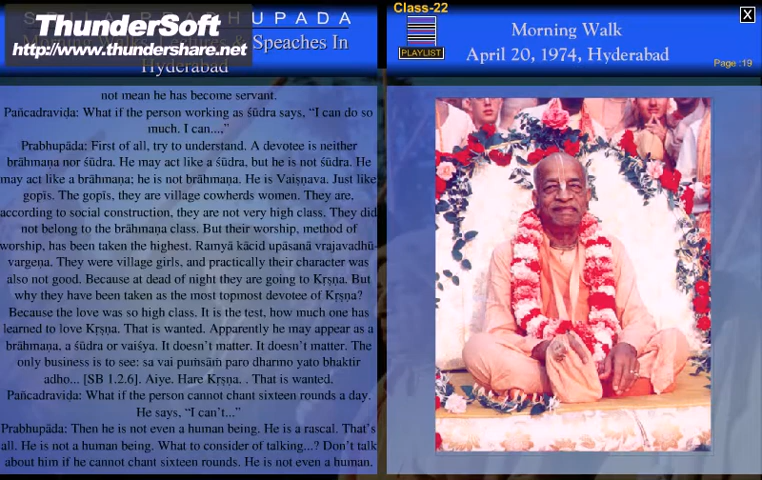 SRILA PRABHUPADA
ThunderSoft
http://www.thundershare.net
Morning Walks, Lectures & Speaches In
Hyderabad
not mean he has become servant.
Pañcadraviḍa: What if the person working as śūdra says, “I can do so
much. I can...,”
Prabhupāda: First of all, try to understand. A devotee is neither
brāhmaṇa nor śūdra. He may act like a śūdra, but he is not śūdra. He
may act like a brāhmaṇa; he is not brāhmaṇa. He is Vaiṣṇava. Just like
gopīs. The gopīs, they are village cowherds women. They are,
according to social construction, they are not very high class. They did
not belong to the brāhmaṇa class. But their worship, method of
worship, has been taken the highest. Ramyā kācid upāsanā vrajavadhū-
vargeṇa. They were village girls, and practically their character was
also not good. Because at dead of night they are going to Kṛṣṇa. But
why they have been taken as the most topmost devotee of Kṛṣṇa?
Because the love was so high class. It is the test, how much one has
learned to love Kṛṣṇa. That is wanted. Apparently he may appear as a
brāhmaṇa, a śūdra or vaiśya. It doesn't matter. It doesn't matter. The
only business is to see: sa vai puṁsāṁ paro dharmo yato bhaktir
adho... [SB 1.2.6]. Aiye. Hare Kṛṣṇa. . That is wanted.
Pañcadraviḍa: What if the person cannot chant sixteen rounds a day.
He says, “I can't...”
Prabhupāda: Then he is not even a human being. He is a rascal. That's
all. He is not a human being. What to consider of talking...? Don't talk
about him if he cannot chant sixteen rounds. He is not even a human.
Class-22
PLAYLIST
Morning Walk
April 20, 1974, Hyderabad
X
Page :19